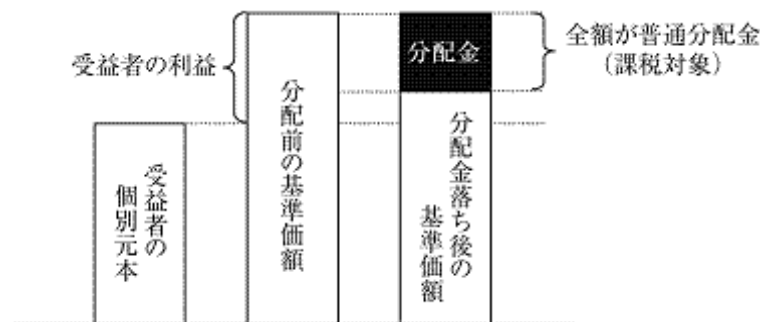 受益者の利益
受益者の
個別元本
分配前の基準価額
分配金
分配金落ち後の
基準価額
全額が普通分配金
（課税対象）